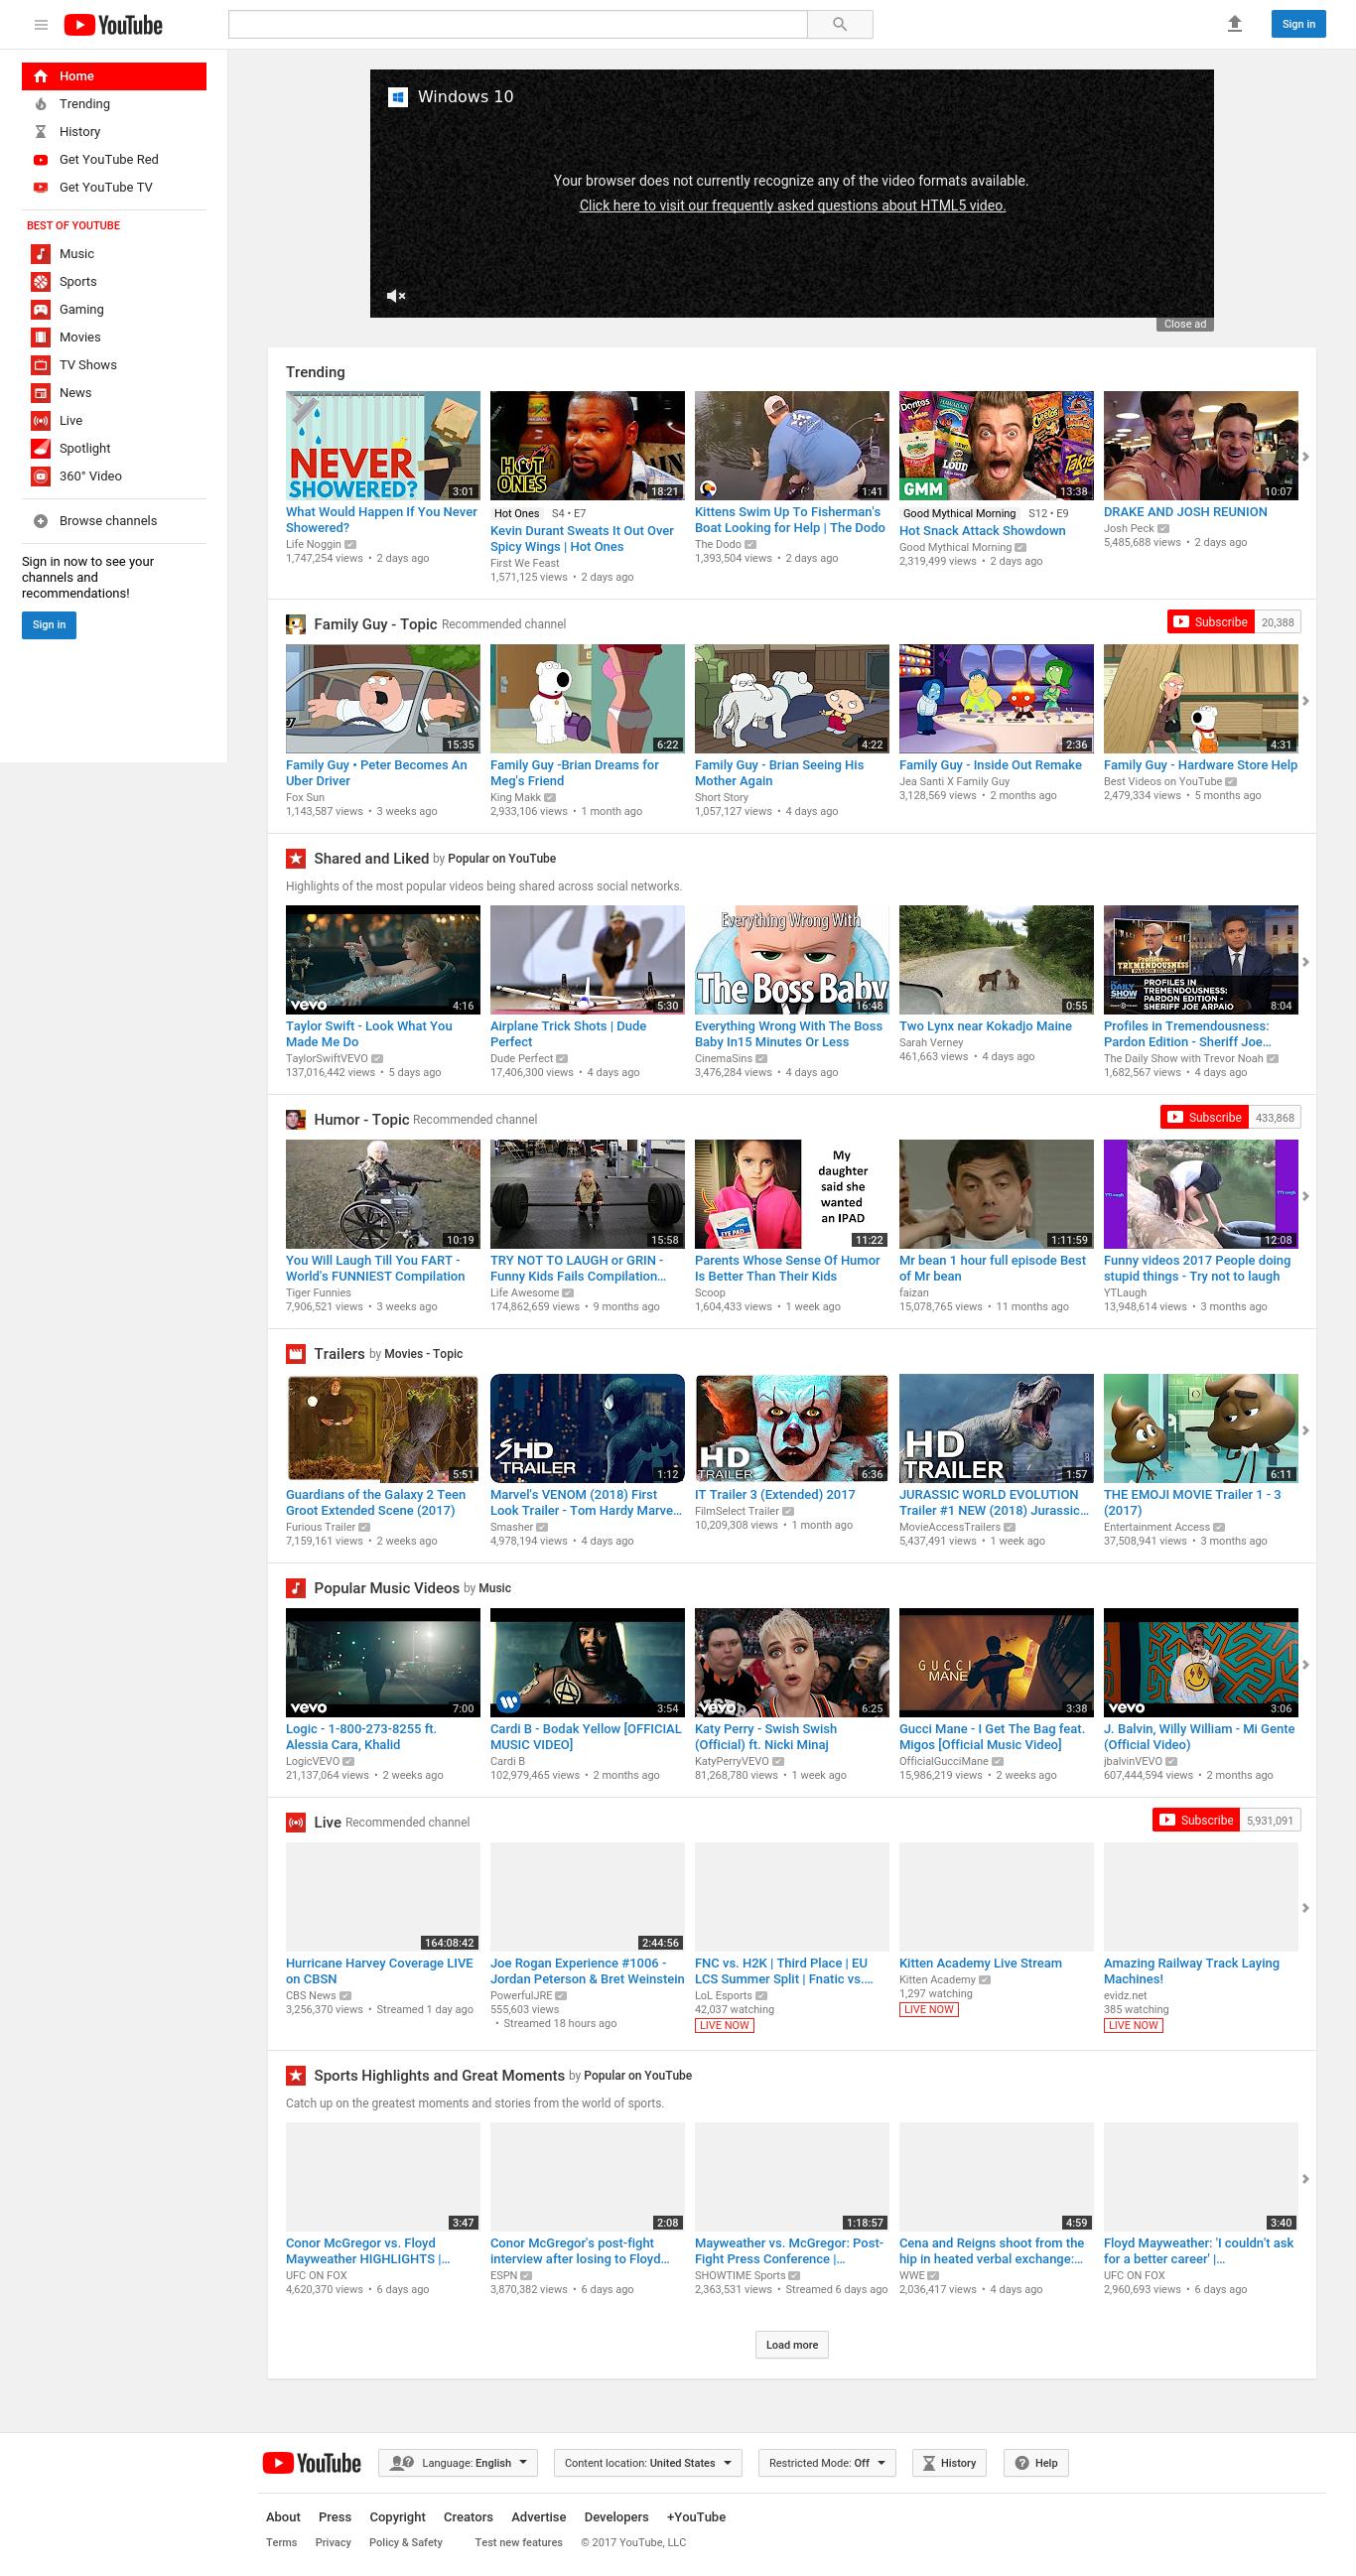 YouTube
Sign in
Home
Trending
History
Get YouTube Red
Get YouTube TV
BEST OF YOUTUBE
Music
Sports
Gaming
Movies
TV Shows
News
Live
Spotlight
360° Video
Browse channels
Sign in now to see your
channels and
recommendations!
Sign in
Windows 10
Your browser does not currently recognize any of the video formats available.
Click here to visit our frequently asked questions about HTML5 video.
Close ad
Trending
NEVER
SHOWERED?
3:01
What Would Happen If You Never
Showered?
Life Noggin
1,747,254 views • 2 days ago
HOT
ONES
18:21
Hot Ones S4 • E7
Kevin Durant Sweats It Out Over
Spicy Wings | Hot Ones
First We Feast
1,571,125 views • 2 days ago
1:41
Kittens Swim Up To Fisherman's
Boat Looking for Help | The Dodo
The Dodo
1,393,504 views • 2 days ago
Doritos
HAWAIIAN
Cheetos
LOUD
Takis
GMM
13:38
Good Mythical Morning S12 • E9
Hot Snack Attack Showdown
Good Mythical Morning
2,319,499 views • 2 days ago
10:07
DRAKE AND JOSH REUNION
Josh Peck
5,485,688 views • 2 days ago
Family Guy - Topic Recommended channel
Subscribe 20,388
15:35
Family Guy • Peter Becomes An
Uber Driver
Fox Sun
1,143,587 views • 3 weeks ago
6:22
Family Guy -Brian Dreams for
Meg's Friend
King Makk
2,933,106 views • 1 month ago
4:22
Family Guy - Brian Seeing His
Mother Again
Short Story
1,057,127 views • 4 days ago
2:36
Family Guy - Inside Out Remake
Jea Santi X Family Guy
3,128,569 views • 2 months ago
4:31
Family Guy - Hardware Store Help
Best Videos on YouTube
2,479,334 views • 5 months ago
Shared and Liked by Popular on YouTube
Highlights of the most popular videos being shared across social networks.
vevo
4:16
Taylor Swift - Look What You
Made Me Do
TaylorSwiftVEVO
137,016,442 views • 5 days ago
5:30
Airplane Trick Shots | Dude
Perfect
Dude Perfect
17,406,300 views • 4 days ago
Everything Wrong With
The Boss Baby
16:48
Everything Wrong With The Boss
Baby In15 Minutes Or Less
CinemaSins
3,476,284 views • 4 days ago
0:55
Two Lynx near Kokadjo Maine
Sarah Verney
461,663 views • 4 days ago
Profiles in
TREMENDOUSNESS
PARDON EDITION
THE DAILY SHOW
PROFILES IN
TREMENDOUSNESS:
PARDON EDITION -
SHERIFF JOE ARPAIO
8:04
Profiles in Tremendousness:
Pardon Edition - Sheriff Joe...
The Daily Show with Trevor Noah
1,682,567 views • 4 days ago
Humor - Topic Recommended channel
Subscribe 433,868
10:19
You Will Laugh Till You FART -
World's FUNNIEST Compilation
Tiger Funnies
7,906,521 views • 3 weeks ago
15:58
TRY NOT TO LAUGH or GRIN -
Funny Kids Fails Compilation...
Life Awesome
174,862,659 views • 9 months ago
My
daughter
said she
wanted
an IPAD
EYE PAD
11:22
Parents Whose Sense Of Humor
Is Better Than Their Kids
Scoop
1,604,433 views • 1 week ago
1:11:59
Mr bean 1 hour full episode Best
of Mr bean
faizan
15,078,765 views • 11 months ago
YTLaugh
YTLaugh
12:08
Funny videos 2017 People doing
stupid things - Try not to laugh
YTLaugh
13,948,614 views • 3 months ago
Trailers by Movies - Topic
5:51
Guardians of the Galaxy 2 Teen
Groot Extended Scene (2017)
Furious Trailer
7,159,161 views • 2 weeks ago
HD
TRAILER
1:12
Marvel's VENOM (2018) First
Look Trailer - Tom Hardy Marve...
Smasher
4,978,194 views • 4 days ago
HD
TRAILER
6:36
IT Trailer 3 (Extended) 2017
FilmSelect Trailer
10,209,308 views • 1 month ago
HD
TRAILER
1:57
JURASSIC WORLD EVOLUTION
Trailer #1 NEW (2018) Jurassic...
MovieAccessTrailers
5,437,491 views • 1 week ago
6:11
THE EMOJI MOVIE Trailer 1 - 3
(2017)
Entertainment Access
37,508,941 views • 3 months ago
Popular Music Videos by Music
vevo
7:00
Logic - 1-800-273-8255 ft.
Alessia Cara, Khalid
LogicVEVO
21,137,064 views • 2 weeks ago
3:54
Cardi B - Bodak Yellow [OFFICIAL
MUSIC VIDEO]
Cardi B
102,979,465 views • 2 months ago
vevo
6:25
Katy Perry - Swish Swish
(Official) ft. Nicki Minaj
KatyPerryVEVO
81,268,780 views • 1 week ago
GUCCI
MANE
3:38
Gucci Mane - I Get The Bag feat.
Migos [Official Music Video]
OfficialGucciMane
15,986,219 views • 2 weeks ago
vevo
3:06
J. Balvin, Willy William - Mi Gente
(Official Video)
jbalvinVEVO
607,444,594 views • 2 months ago
Live Recommended channel
Subscribe 5,931,091
164:08:42
Hurricane Harvey Coverage LIVE
on CBSN
CBS News
3,256,370 views • Streamed 1 day ago
2:44:56
Joe Rogan Experience #1006 -
Jordan Peterson & Bret Weinstein
PowerfulJRE
555,603 views
• Streamed 18 hours ago
FNC vs. H2K | Third Place | EU
LCS Summer Split | Fnatic vs....
LoL Esports
42,037 watching
LIVE NOW
Kitten Academy Live Stream
Kitten Academy
1,297 watching
LIVE NOW
Amazing Railway Track Laying
Machines!
evidz.net
385 watching
LIVE NOW
Sports Highlights and Great Moments by Popular on YouTube
Catch up on the greatest moments and stories from the world of sports.
3:47
Conor McGregor vs. Floyd
Mayweather HIGHLIGHTS |...
UFC ON FOX
4,620,370 views • 6 days ago
2:08
Conor McGregor's post-fight
interview after losing to Floyd...
ESPN
3,870,382 views • 6 days ago
1:18:57
Mayweather vs. McGregor: Post-
Fight Press Conference |...
SHOWTIME Sports
2,363,531 views • Streamed 6 days ago
4:59
Cena and Reigns shoot from the
hip in heated verbal exchange:...
WWE
2,036,417 views • 4 days ago
3:40
Floyd Mayweather: 'I couldn't ask
for a better career' |...
UFC ON FOX
2,960,693 views • 6 days ago
Load more
YouTube
Language: English
Content location: United States
Restricted Mode: Off
History
Help
About Press Copyright Creators Advertise Developers +YouTube
Terms Privacy Policy & Safety Test new features © 2017 YouTube, LLC